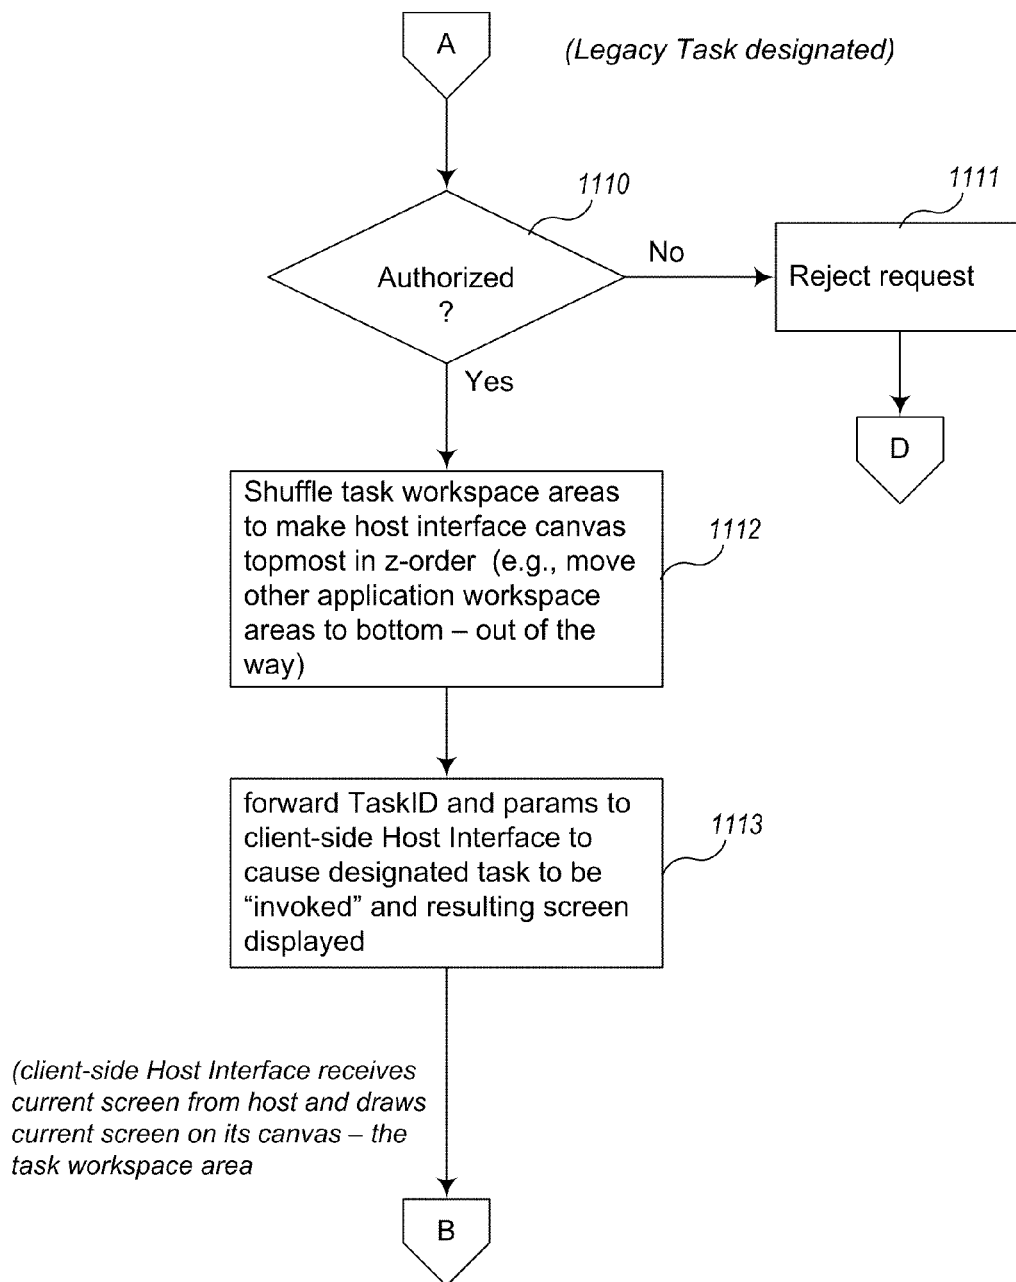 A
(Legacy Task designated)
1110
1111
Authorized
?
No
Reject request
Yes
D
Shuffle task workspace areas
to make host interface canvas
topmost in z-order (e.g., move
other application workspace
areas to bottom – out of the
way)
1112
forward TaskID and params to
client-side Host Interface to
cause designated task to be
“invoked” and resulting screen
displayed
1113
(client-side Host Interface receives
current screen from host and draws
current screen on its canvas – the
task workspace area
B